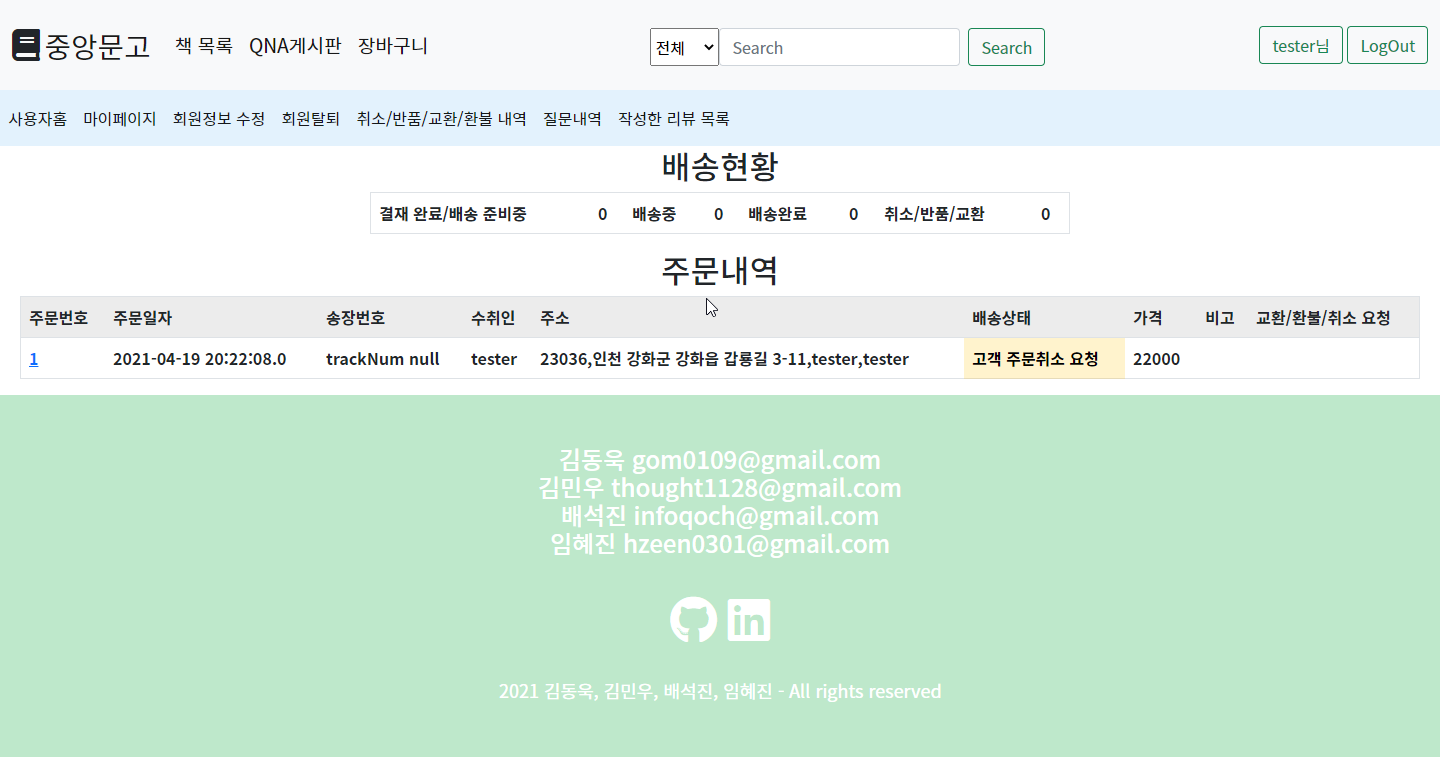 중앙문고 책 목록 QNA게시판 장바구니 전체 Search Search tester님 LogOut
사용자홈 마이페이지 회원정보 수정 회원탈퇴 취소/반품/교환/환불 내역 질문내역 작성한 리뷰 목록
배송현황
결재 완료/배송 준비중 0 배송중 0 배송완료 0 취소/반품/교환 0
주문내역
주문번호 주문일자 송장번호 수취인 주소 배송상태 가격 비고 교환/환불/취소 요청
1 2021-04-19 20:22:08.0 trackNum null tester 23036,인천 강화군 강화읍 갑룡길 3-11,tester,tester 고객 주문취소 요청 22000
김동욱 gom0109@gmail.com
김민우 thought1128@gmail.com
배석진 infoqoch@gmail.com
임혜진 hzeen0301@gmail.com
in
2021 김동욱, 김민우, 배석진, 임혜진 - All rights reserved